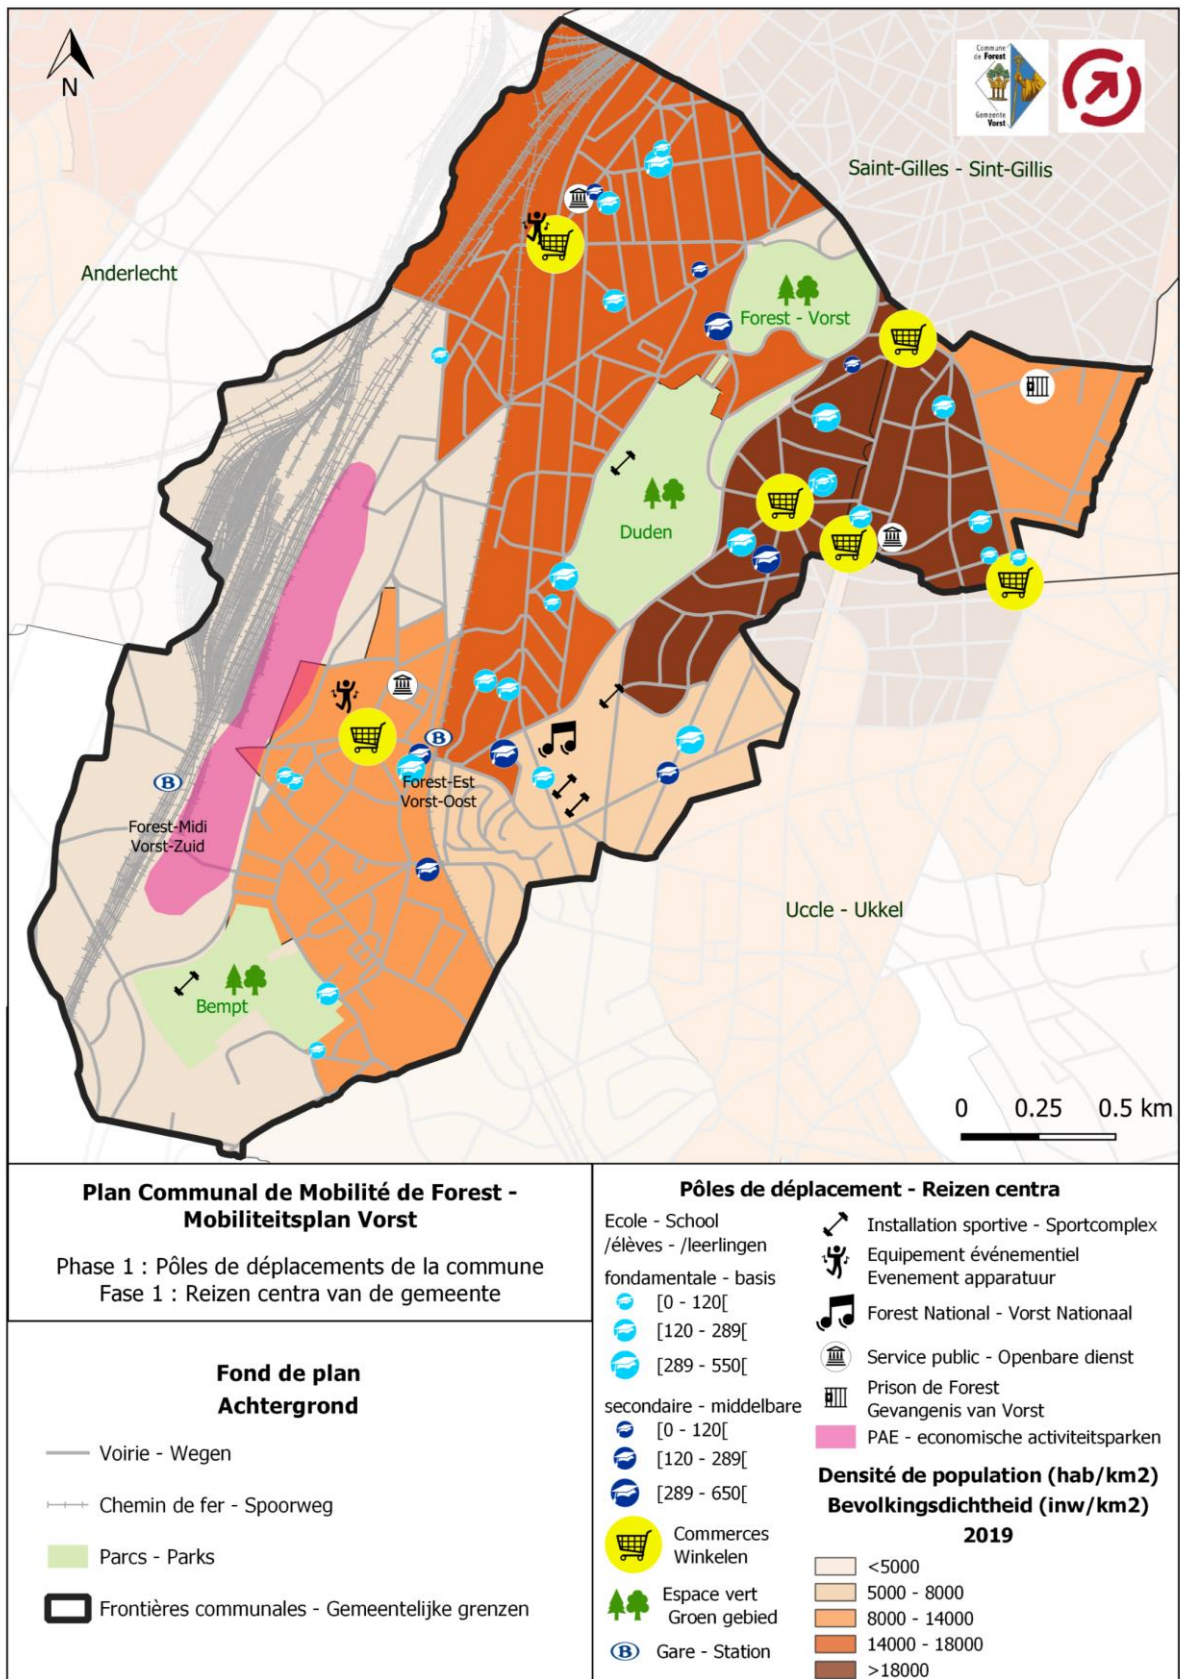 N
Commune
de Forest
Gemeente
Vorst
Saint-Gilles - Sint-Gillis
Anderlecht
Forest - Vorst
Duden
B
Forest-Est
Vorst-Oost
B
Forest-Midi
Vorst-Zuid
Uccle - Ukkel
Bempt
0 0.25 0.5 km
Plan Communal de Mobilité de Forest -
Mobiliteitsplan Vorst
Phase 1 : Pôles de déplacements de la commune
Fase 1 : Reizen centra van de gemeente
Fond de plan
Achtergrond
Voirie - Wegen
Chemin de fer - Spoorweg
Parcs - Parks
Frontières communales - Gemeentelijke grenzen
Pôles de déplacement - Reizen centra
Ecole - School
/élèves - /leerlingen
fondamentale - basis
[0 - 120[
[120 - 289[
[289 - 550[
secondaire - middelbare
[0 - 120[
[120 - 289[
[289 - 650[
Commerces
Winkelen
Espace vert
Groen gebied
B Gare - Station
Installation sportive - Sportcomplex
Equipement événementiel
Evenement apparatuur
Forest National - Vorst Nationaal
Service public - Openbare dienst
Prison de Forest
Gevangenis van Vorst
PAE - economische activiteitsparken
Densité de population (hab/km2)
Bevolkingsdichtheid (inw/km2)
2019
<5000
5000 - 8000
8000 - 14000
14000 - 18000
>18000